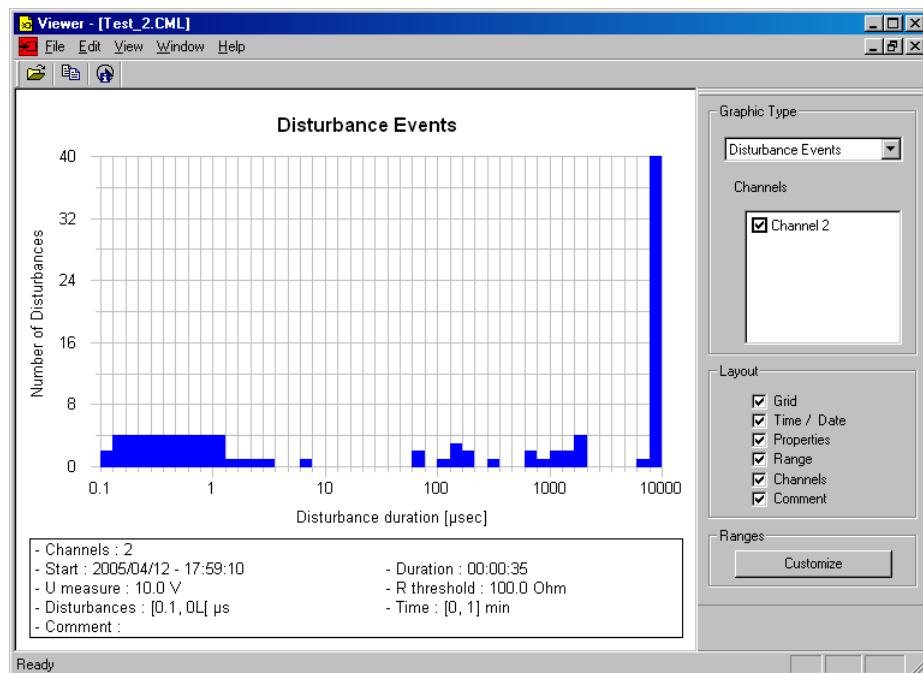 Viewer - [Test_2.CML]
File Edit View Window Help
Disturbance Events
Number of Disturbances
40
32
24
16
8
0
0.1 1 10 100 1000 10000
Disturbance duration [µsec]
- Channels : 2
- Start : 2005/04/12 - 17:59:10 - Duration : 00:00:35
- U measure : 10.0 V - R threshold : 100.0 Ohm
- Disturbances : [0.1, 0L[ µs - Time : [0, 1] min
- Comment :
Graphic Type
Disturbance Events
Channels
Channel 2
Layout
Grid
Time / Date
Properties
Range
Channels
Comment
Ranges
Customize
Ready